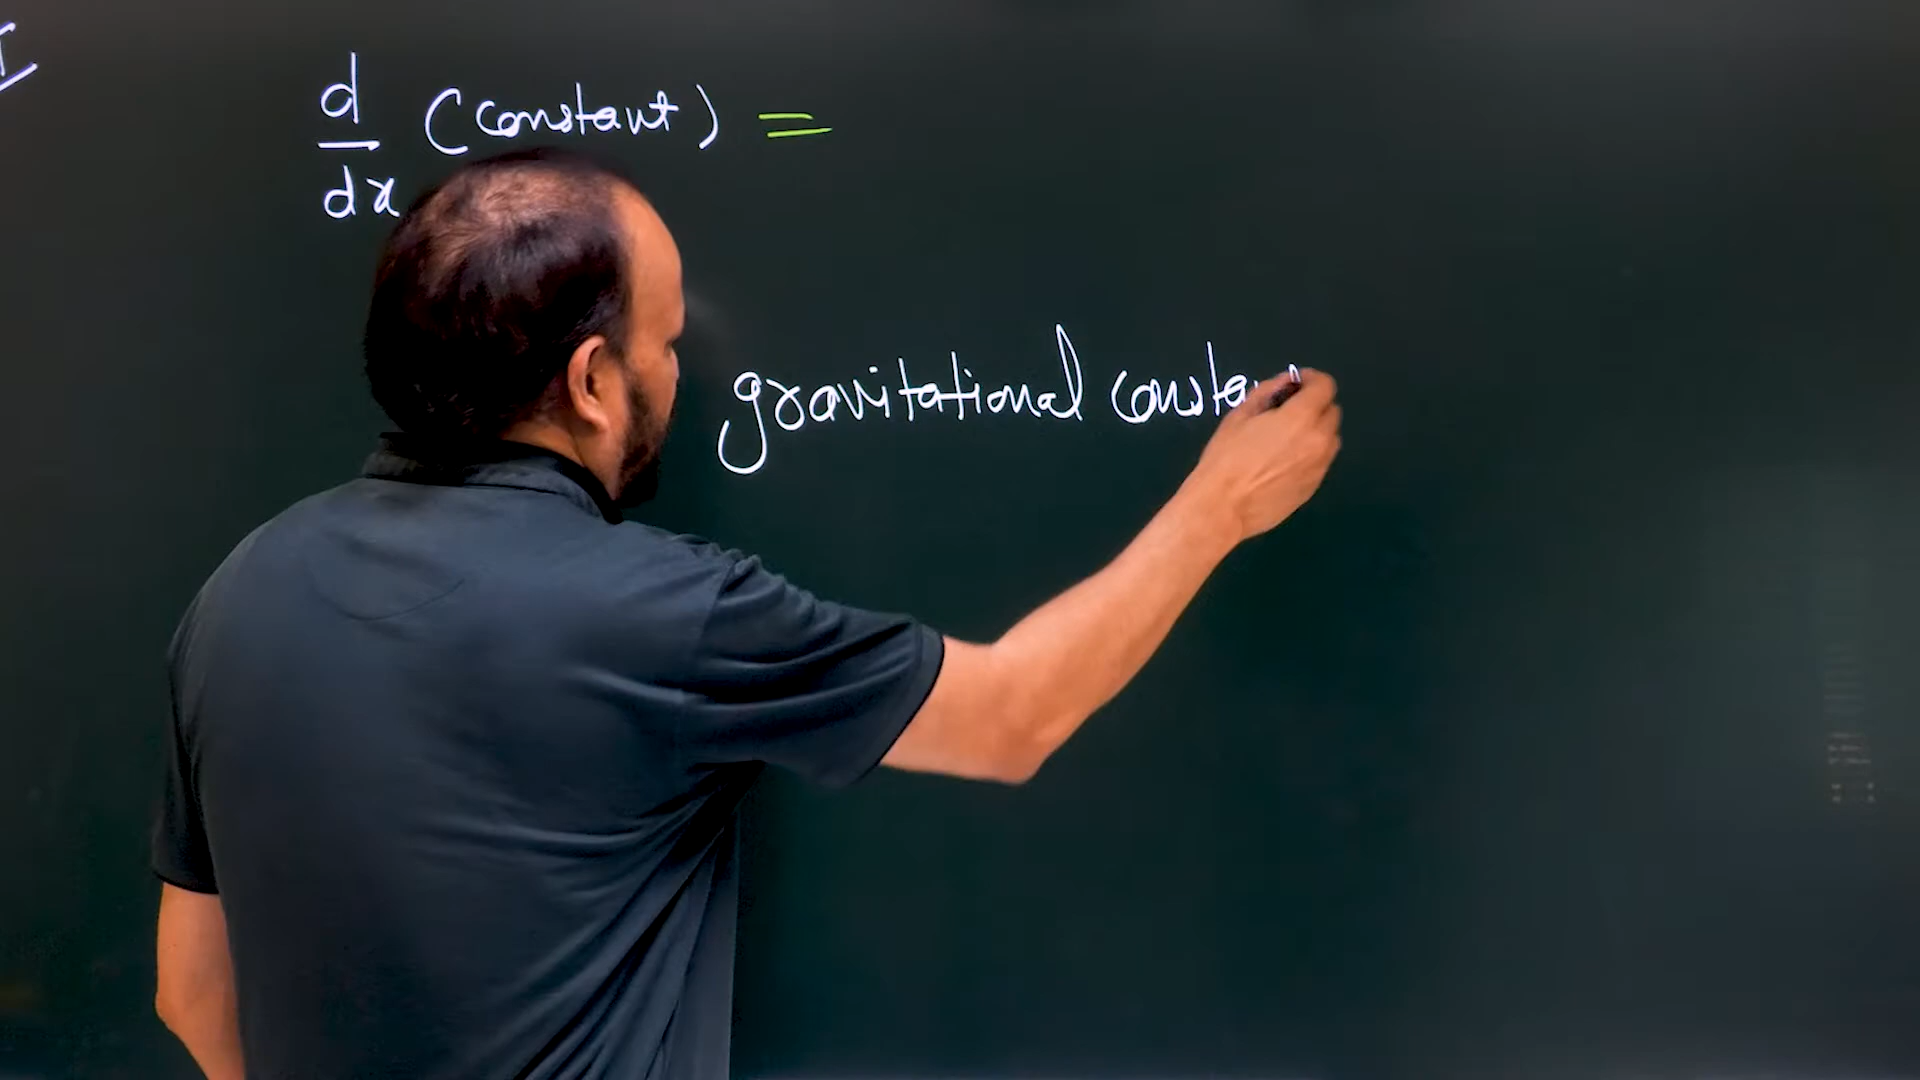 d/dx (constant) =
gravitational